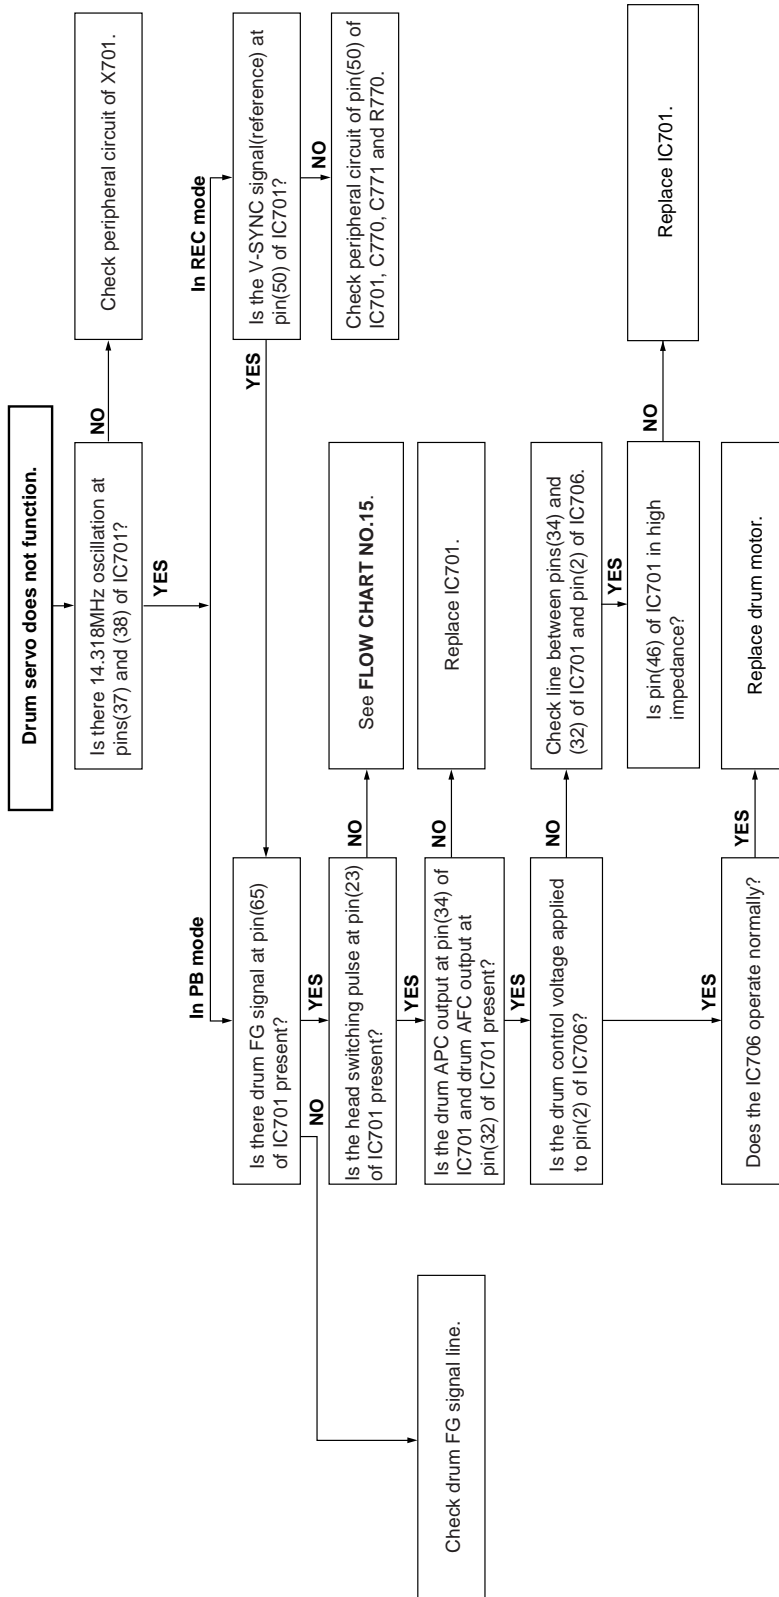 Drum servo does not function.
Is there 14.318MHz oscillation at
pins(37) and (38) of IC701?
NO
Check peripheral circuit of X701.
YES
In PB mode
In REC mode
Is the V-SYNC signal(reference) at
pin(50) of IC701?
NO
Check peripheral circuit of pin(50) of
IC701, C770, C771 and R770.
YES
Is there drum FG signal at pin(65)
of IC701 present?
NO
Check drum FG signal line.
YES
Is the head switching pulse at pin(23)
of IC701 present?
NO
See FLOW CHART NO.15.
YES
Is the drum APC output at pin(34) of
IC701 and drum AFC output at
pin(32) of IC701 present?
NO
Replace IC701.
YES
Is the drum control voltage applied
to pin(2) of IC706?
NO
Check line between pins(34) and
(32) of IC701 and pin(2) of IC706.
YES
Is pin(46) of IC701 in high
impedance?
NO
Replace IC701.
YES
Does the IC706 operate normally?
YES
Replace drum motor.